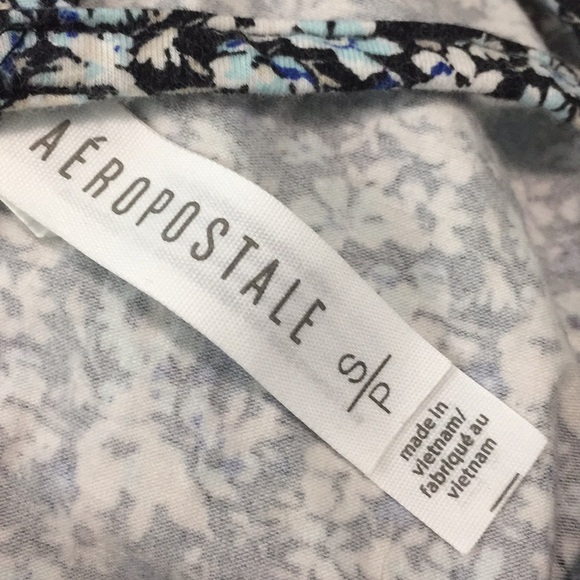 AÉROPOSTALE
S/P
made in
vietnam/
fabriqué au
vietnam